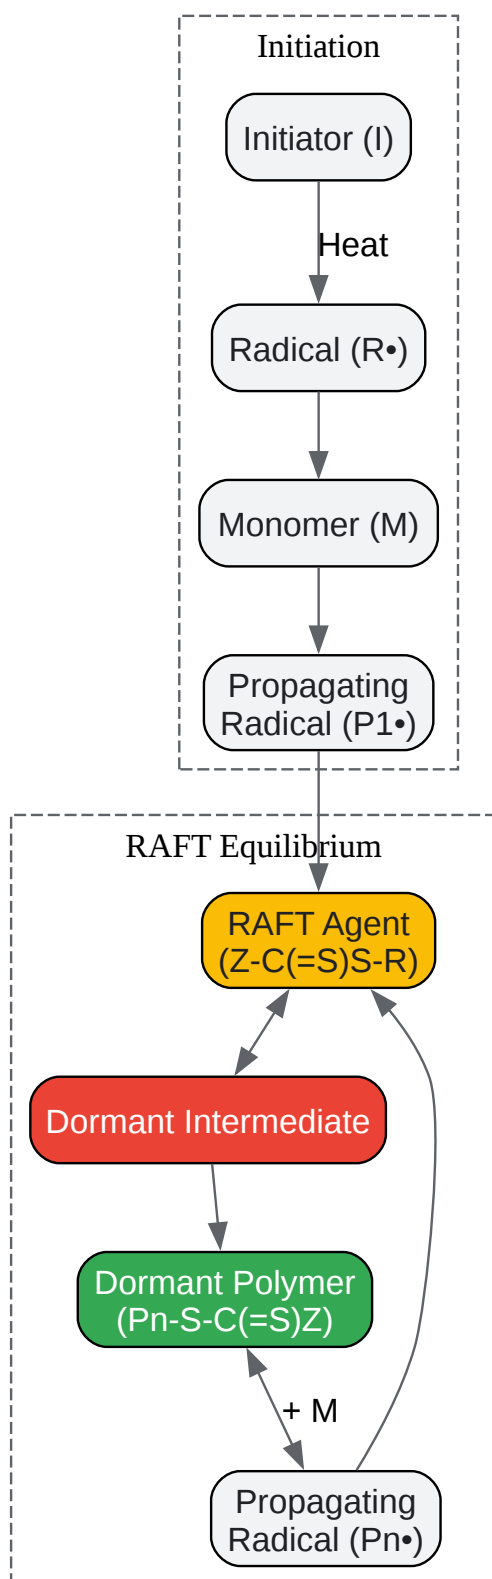 Initiation
Initiator (I)
Heat
Radical (R•)
Monomer (M)
Propagating
Radical (P1•)
RAFT Equilibrium
RAFT Agent
(Z-C(=S)S-R)
Dormant Intermediate
Dormant Polymer
(Pn-S-C(=S)Z)
+ M
Propagating
Radical (Pn•)